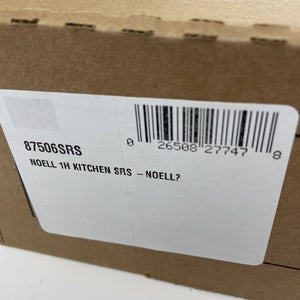 87506SRS
0 26508 27747 8
NOELL 1H KITCHEN SRS – NOELL?